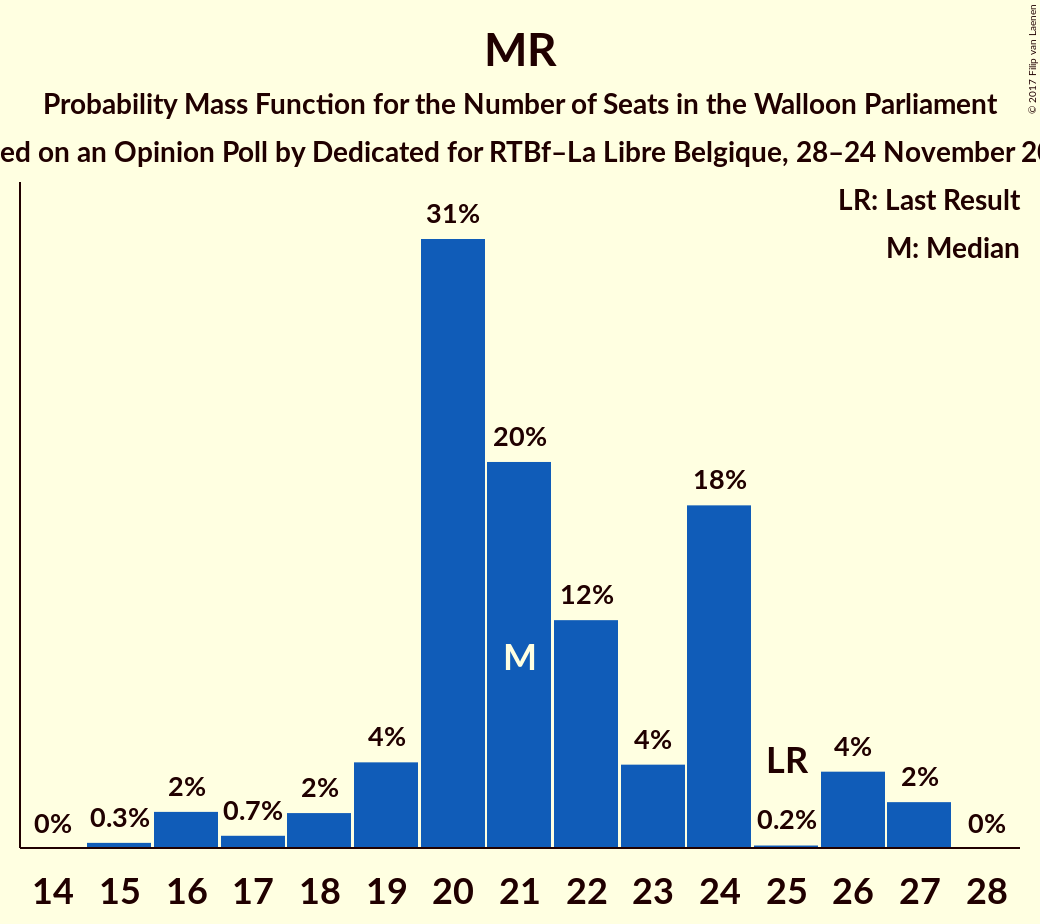 MR
Probability Mass Function for the Number of Seats in the Walloon Parliament
ed on an Opinion Poll by Dedicated for RTBf–La Libre Belgique, 28–24 November 20
© 2017 Filip van Laenen
LR: Last Result
M: Median
31%
20%
18%
12%
M
4%
4%
LR
4%
2%
2%
2%
0.7%
0.3%
0.2%
0%
0%
14 15 16 17 18 19 20 21 22 23 24 25 26 27 28